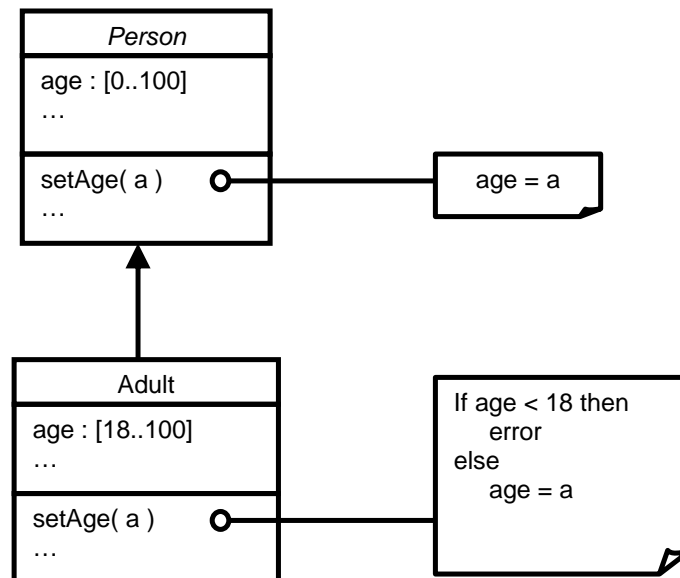 Person
age : [0..100]
…
setAge( a )
…
age = a
Adult
age : [18..100]
…
setAge( a )
…
If age < 18 then
error
else
age = a